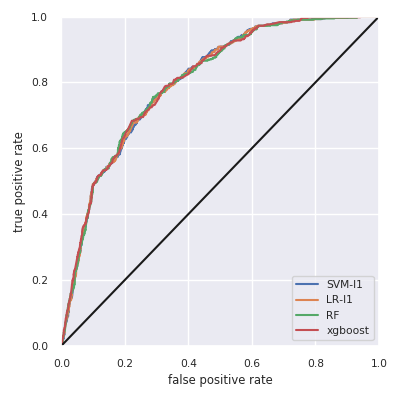 1.0
0.8
0.6
0.4
0.2
0.0
true positive rate
0.0 0.2 0.4 0.6 0.8 1.0
false positive rate
SVM-l1
LR-l1
RF
xgboost